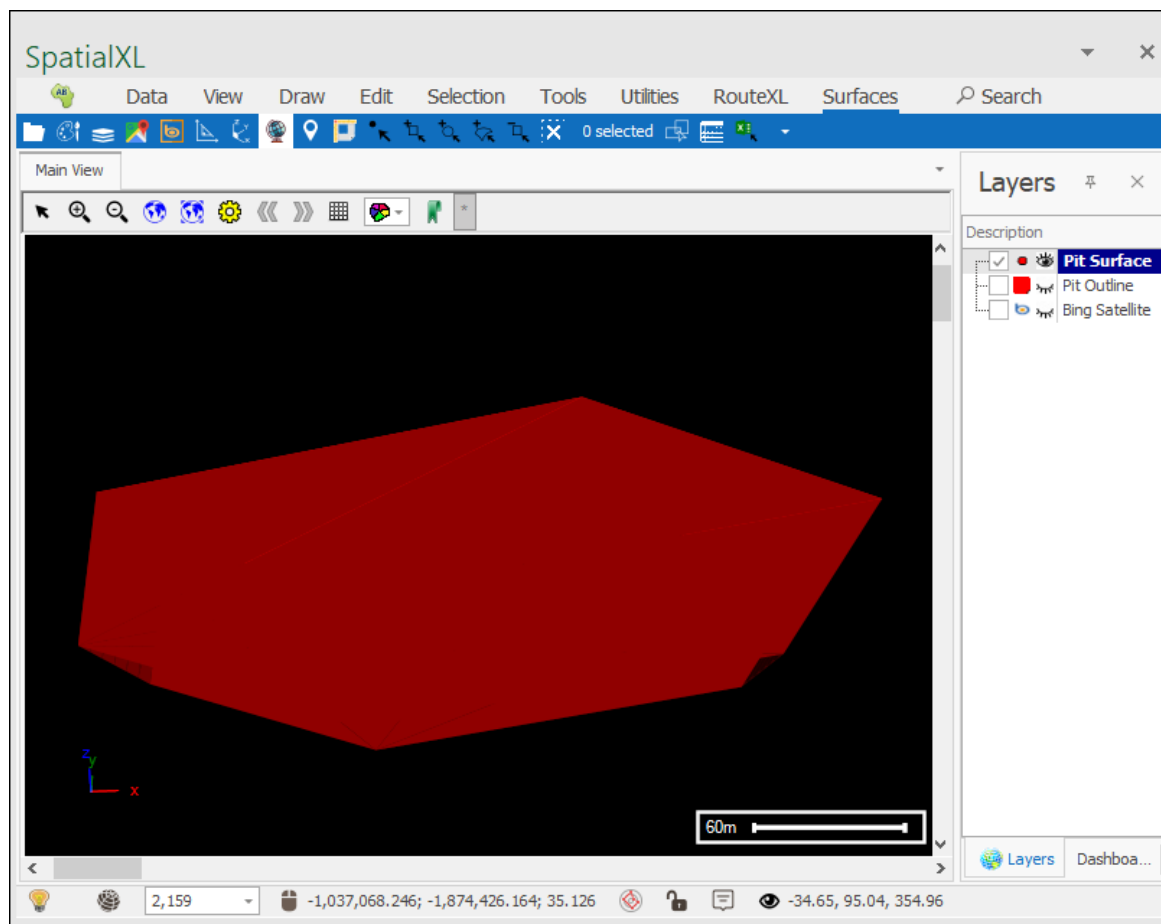 SpatialXL
AB
Data View Draw Edit Selection Tools Utilities RouteXL Surfaces Search
0 selected
Main View
Layers
Description
Pit Surface
Pit Outline
Bing Satellite
z
y
x
60m
Layers Dashboa...
2,159 -1,037,068.246; -1,874,426.164; 35.126 -34.65, 95.04, 354.96